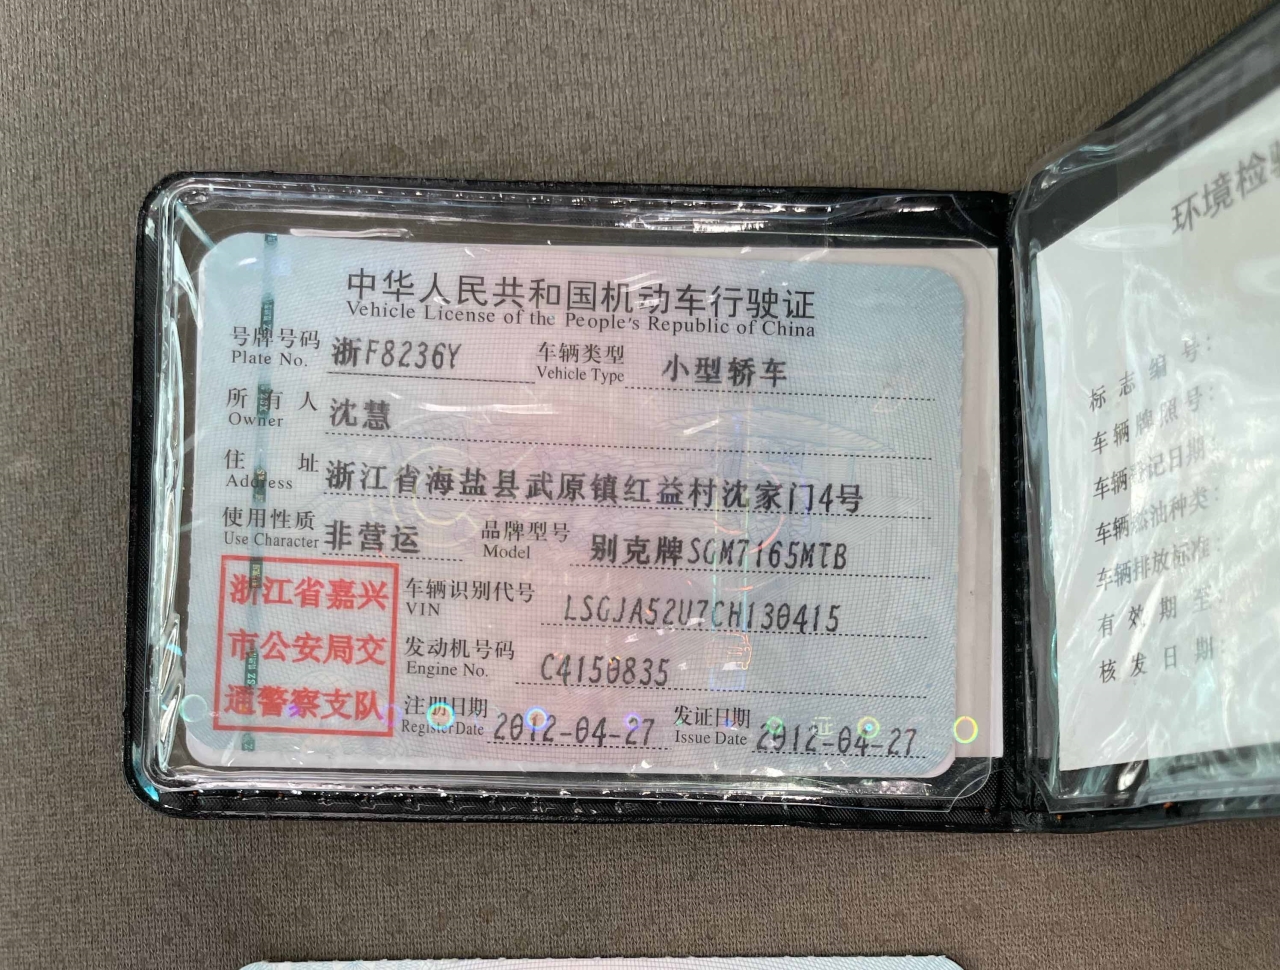 中华人民共和国机动车行驶证
Vehicle License of the People's Republic of China
号牌号码 浙F8236Y 车辆类型 小型轿车
Plate No. Vehicle Type
所有人 沈慧
Owner
住址 浙江省海盐县武原镇红益村沈家门4号
Address
使用性质 非营运 品牌型号 别克牌SGM7165MTB
Use Character Model
浙江省嘉兴
市公安局交
通警察支队
车辆识别代号 LSGJA52U7CH130415
VIN
发动机号码 C4150835
Engine No.
注册日期 2012-04-27 发证日期 2012-04-27
Register Date Issue Date
环境检
标志编号:
车辆牌照号:
车辆登记日期:
车辆燃油种类:
车辆排放标准:
有效期至:
核发日期: